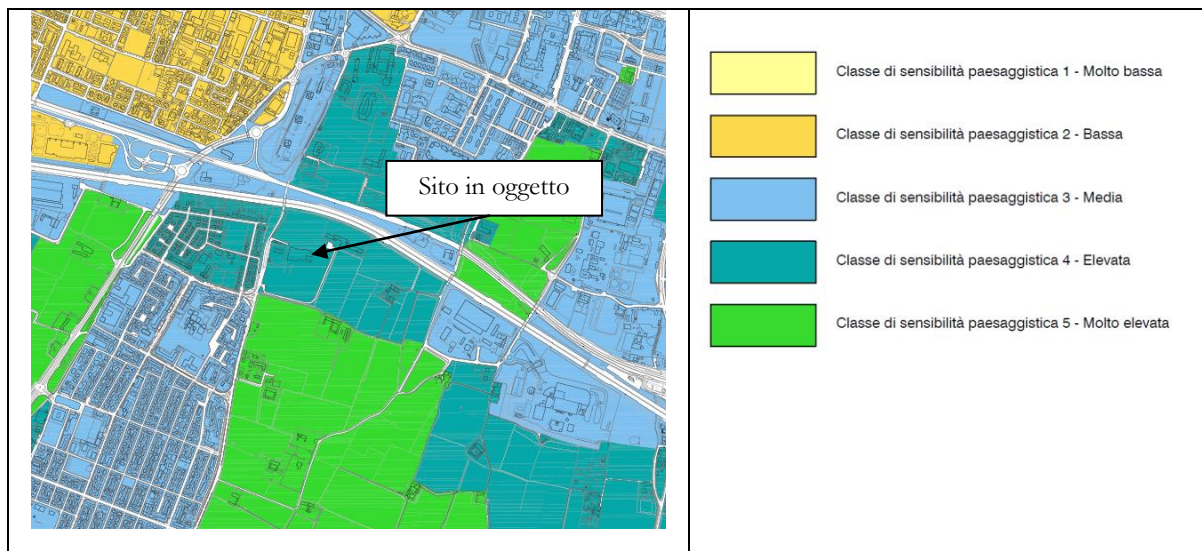 Sito in oggetto
Classe di sensibilità paesaggistica 1 - Molto bassa
Classe di sensibilità paesaggistica 2 - Bassa
Classe di sensibilità paesaggistica 3 - Media
Classe di sensibilità paesaggistica 4 - Elevata
Classe di sensibilità paesaggistica 5 - Molto elevata